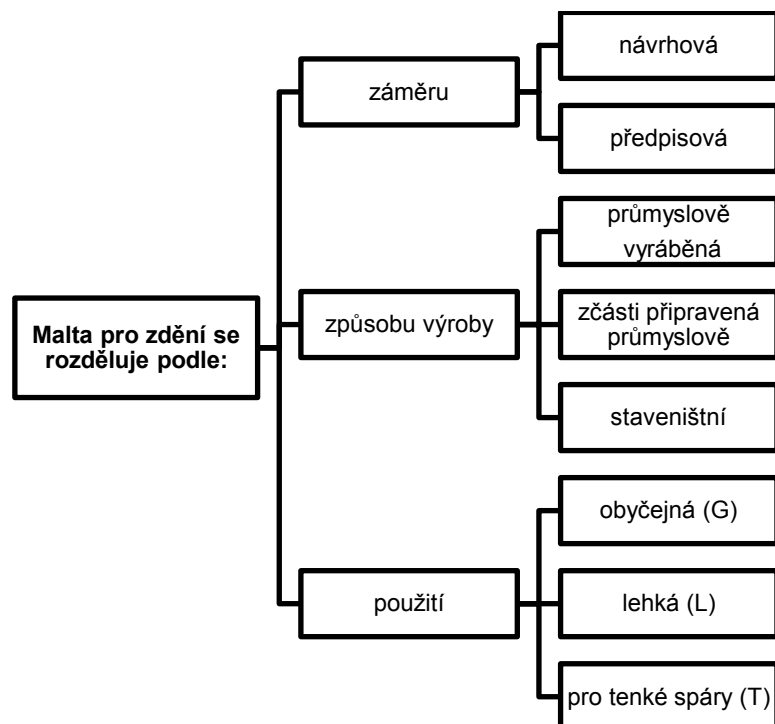 Malta pro zdění se
rozděluje podle:
záměru
návrhová
předpisová
způsobu výroby
průmyslově
vyráběná
zčásti připravená
průmyslově
staveništní
použití
obyčejná (G)
lehká (L)
pro tenké spáry (T)